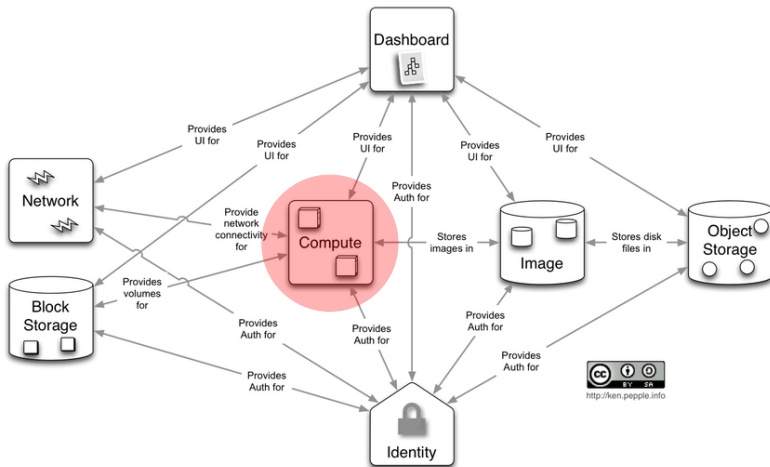 Dashboard
Provides
UI for
Provides
UI for
Provides
UI for
Provides
UI for
Provides
UI for
Provides
Auth for
Network
Provide
network
connectivity
for
Compute
Stores
images in
Image
Stores disk
files in
Object
Storage
Block
Storage
Provides
volumes
for
Provides
Auth for
Provides
Auth for
Provides
Auth for
Provides
Auth for
Provides
Auth for
Identity
cc
BY SA
http://ken.pepple.info